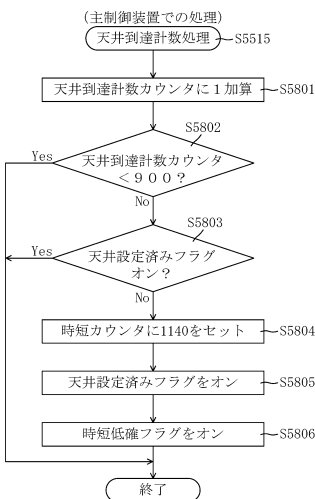 (主制御装置での処理)
天井到達計数処理 S5515
天井到達計数カウンタに1加算 S5801
S5802
Yes
天井到達計数カウンタ
<900?
No
S5803
Yes
天井設定済みフラグ
オン?
No
時短カウンタに1140をセット S5804
天井設定済みフラグをオン S5805
時短低確フラグをオン S5806
終了